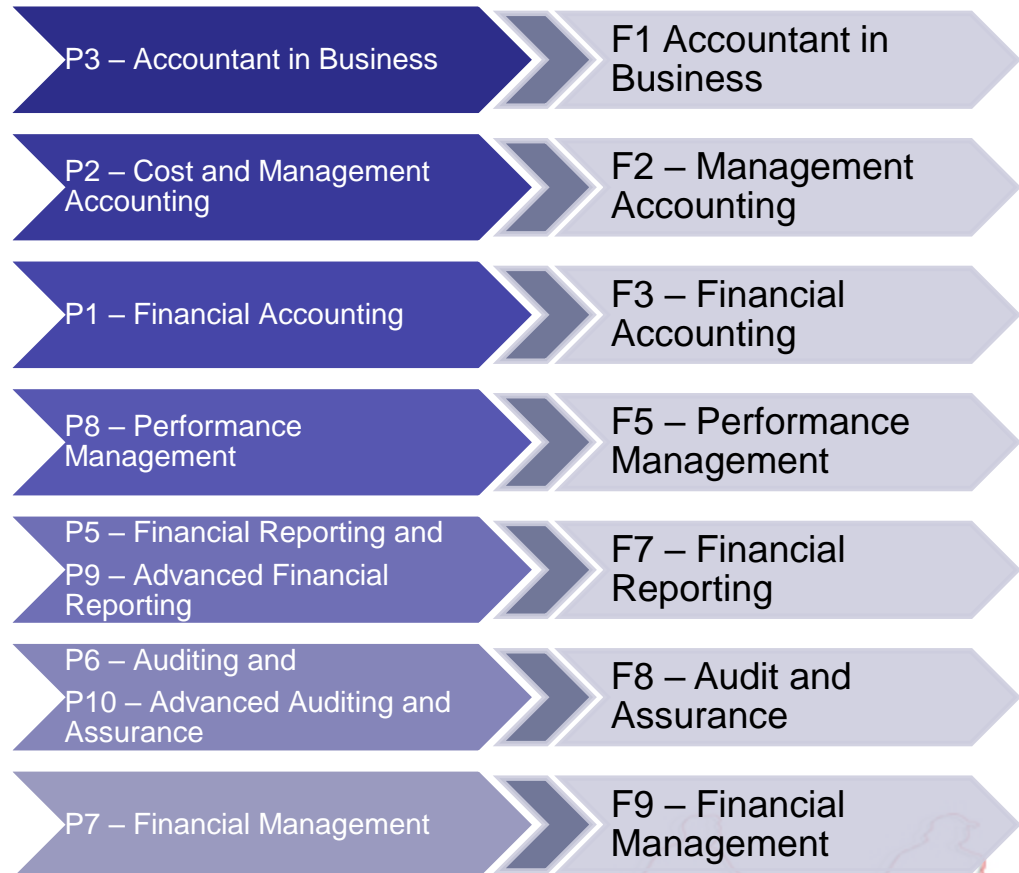 P3 – Accountant in Business
F1 Accountant in
Business
P2 – Cost and Management
Accounting
F2 – Management
Accounting
P1 – Financial Accounting
F3 – Financial
Accounting
P8 – Performance
Management
F5 – Performance
Management
P5 – Financial Reporting and
P9 – Advanced Financial
Reporting
F7 – Financial
Reporting
P6 – Auditing and
P10 – Advanced Auditing and
Assurance
F8 – Audit and
Assurance
P7 – Financial Management
F9 – Financial
Management